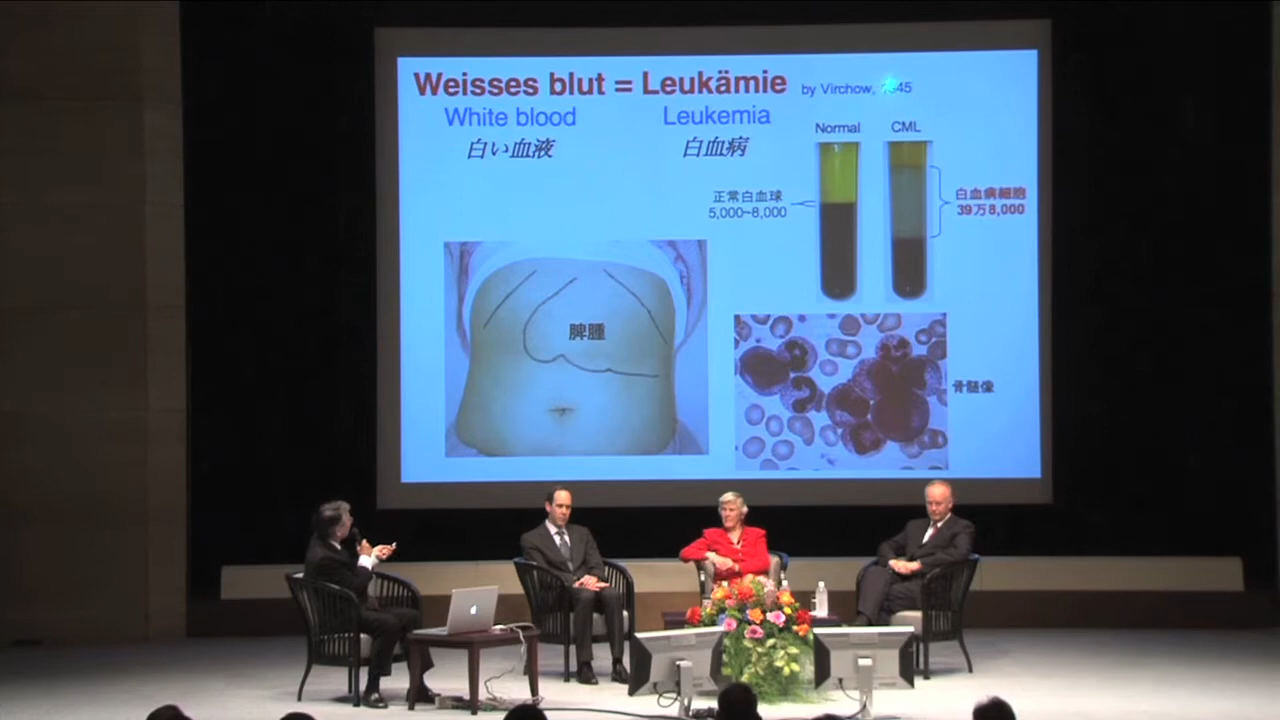 Weisses blut = Leukämie by Virchow, 45
White blood Leukemia
白い血液 白血病
Normal CML
正常白血球
5,000~8,000
白血病細胞
39万8,000
脾腫
骨髄像